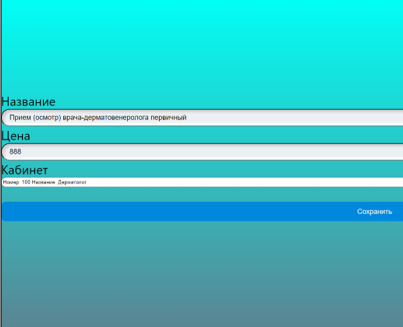 Название
Прием (осмотр) врача-дерматовенеролога первичный
Цена
888
Кабинет
Номер: 100 Название: Дерматолог
Сохранить